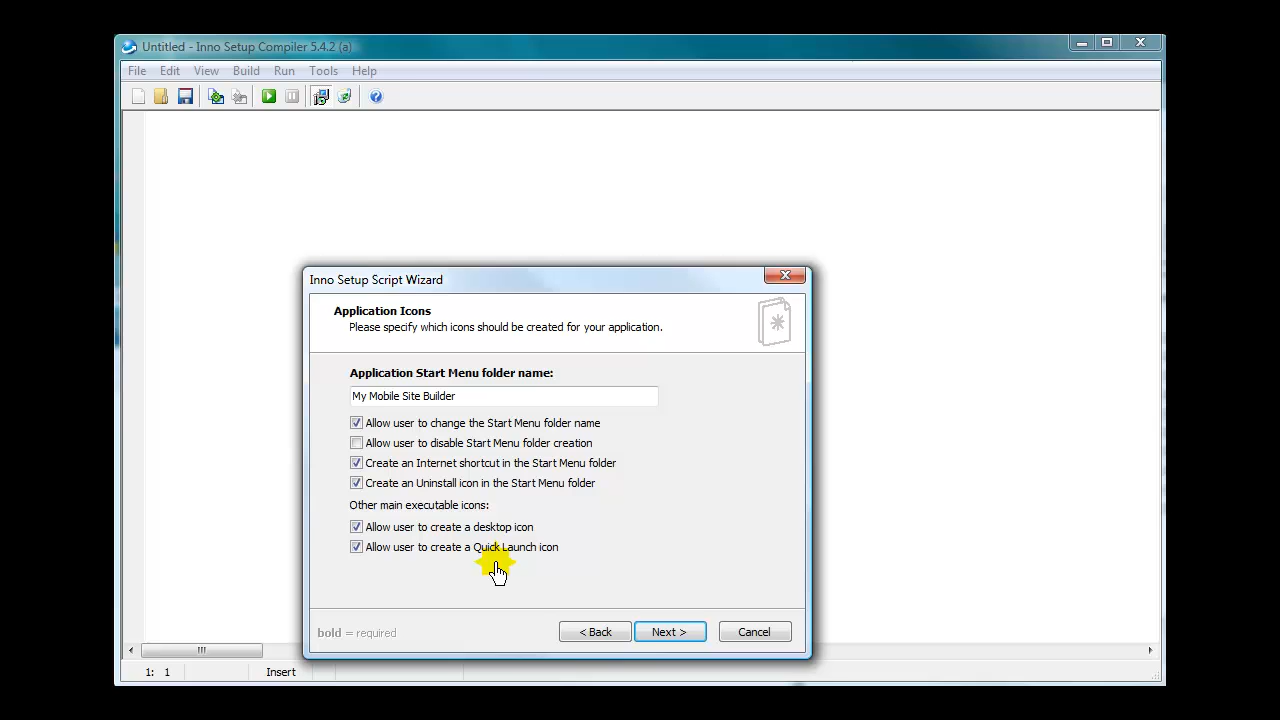 Untitled - Inno Setup Compiler 5.4.2 (a)
File Edit View Build Run Tools Help
Inno Setup Script Wizard
Application Icons
Please specify which icons should be created for your application.
Application Start Menu folder name:
My Mobile Site Builder
Allow user to change the Start Menu folder name
Allow user to disable Start Menu folder creation
Create an Internet shortcut in the Start Menu folder
Create an Uninstall icon in the Start Menu folder
Other main executable icons:
Allow user to create a desktop icon
Allow user to create a Quick Launch icon
bold = required
< Back Next > Cancel
1: 1 Insert